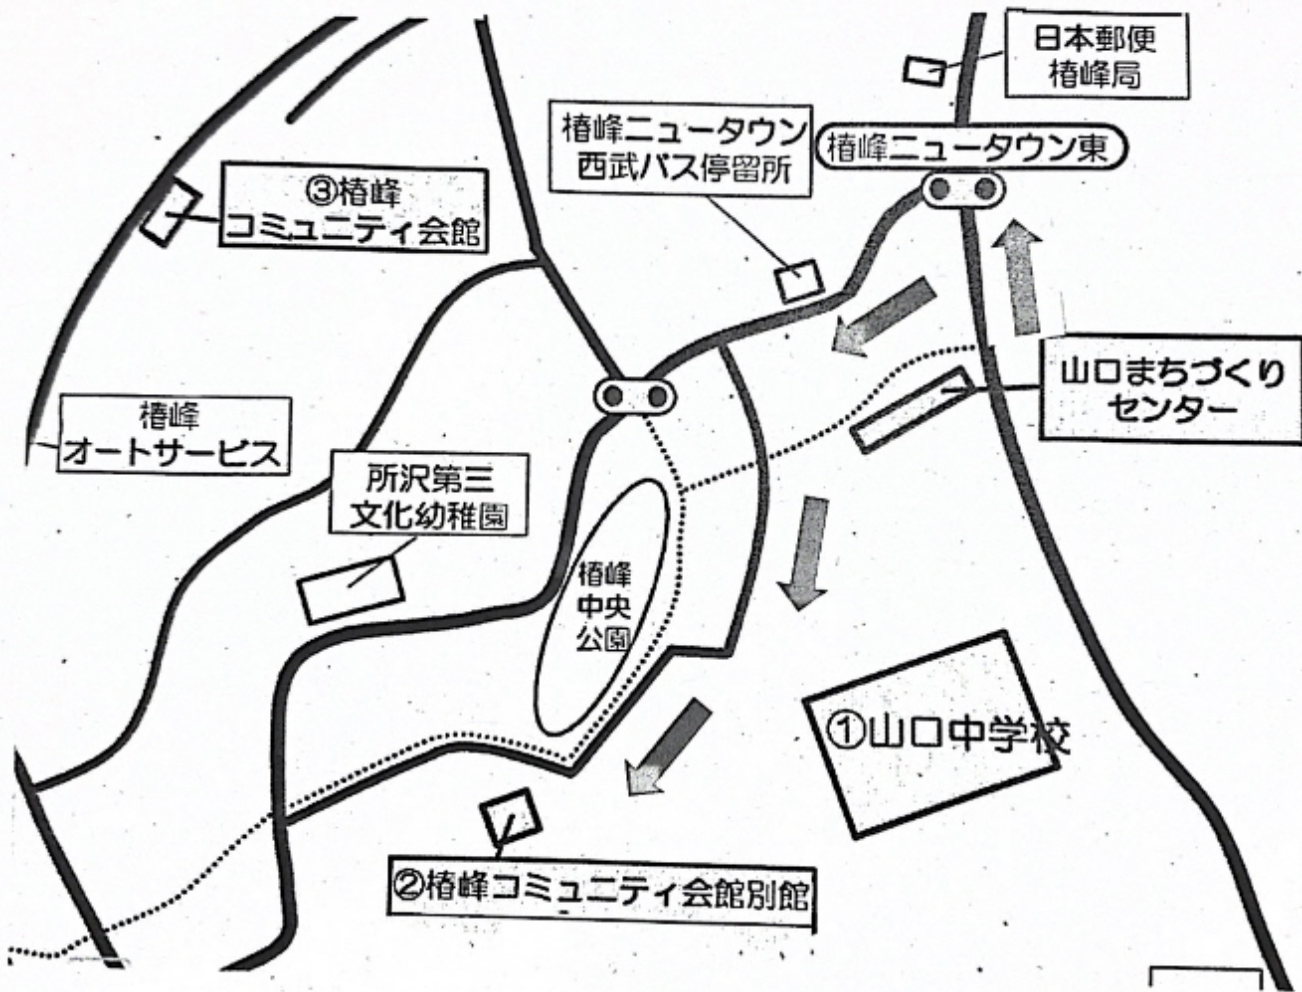 日本郵便
椿峰局
椿峰ニュータウン
西武バス停留所
椿峰ニュータウン東
③椿峰
コミュニティ会館
山口まちづくり
センター
椿峰
オートサービス
所沢第三
文化幼稚園
椿峰
中央
公園
①山口中学校
②椿峰コミュニティ会館別館